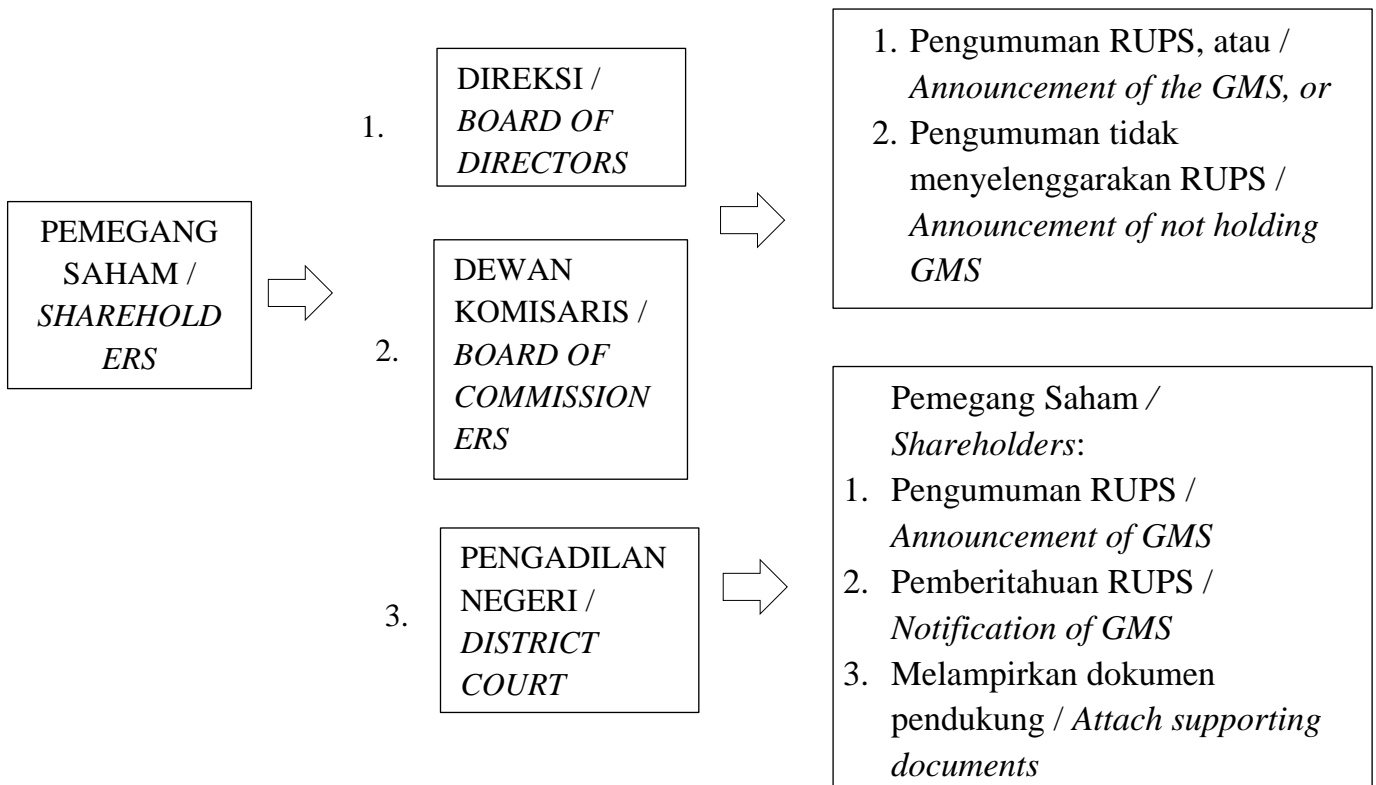 PEMEGANG
SAHAM /
SHAREHOLD
ERS
1.
DIREKSI /
BOARD OF
DIRECTORS
2.
DEWAN
KOMISARIS /
BOARD OF
COMMISSION
ERS
3.
PENGADILAN
NEGERI /
DISTRICT
COURT
1. Pengumuman RUPS, atau /
Announcement of the GMS, or
2. Pengumuman tidak
menyelenggarakan RUPS /
Announcement of not holding
GMS
Pemegang Saham /
Shareholders:
1. Pengumuman RUPS /
Announcement of GMS
2. Pemberitahuan RUPS /
Notification of GMS
3. Melampirkan dokumen
pendukung / Attach supporting
documents